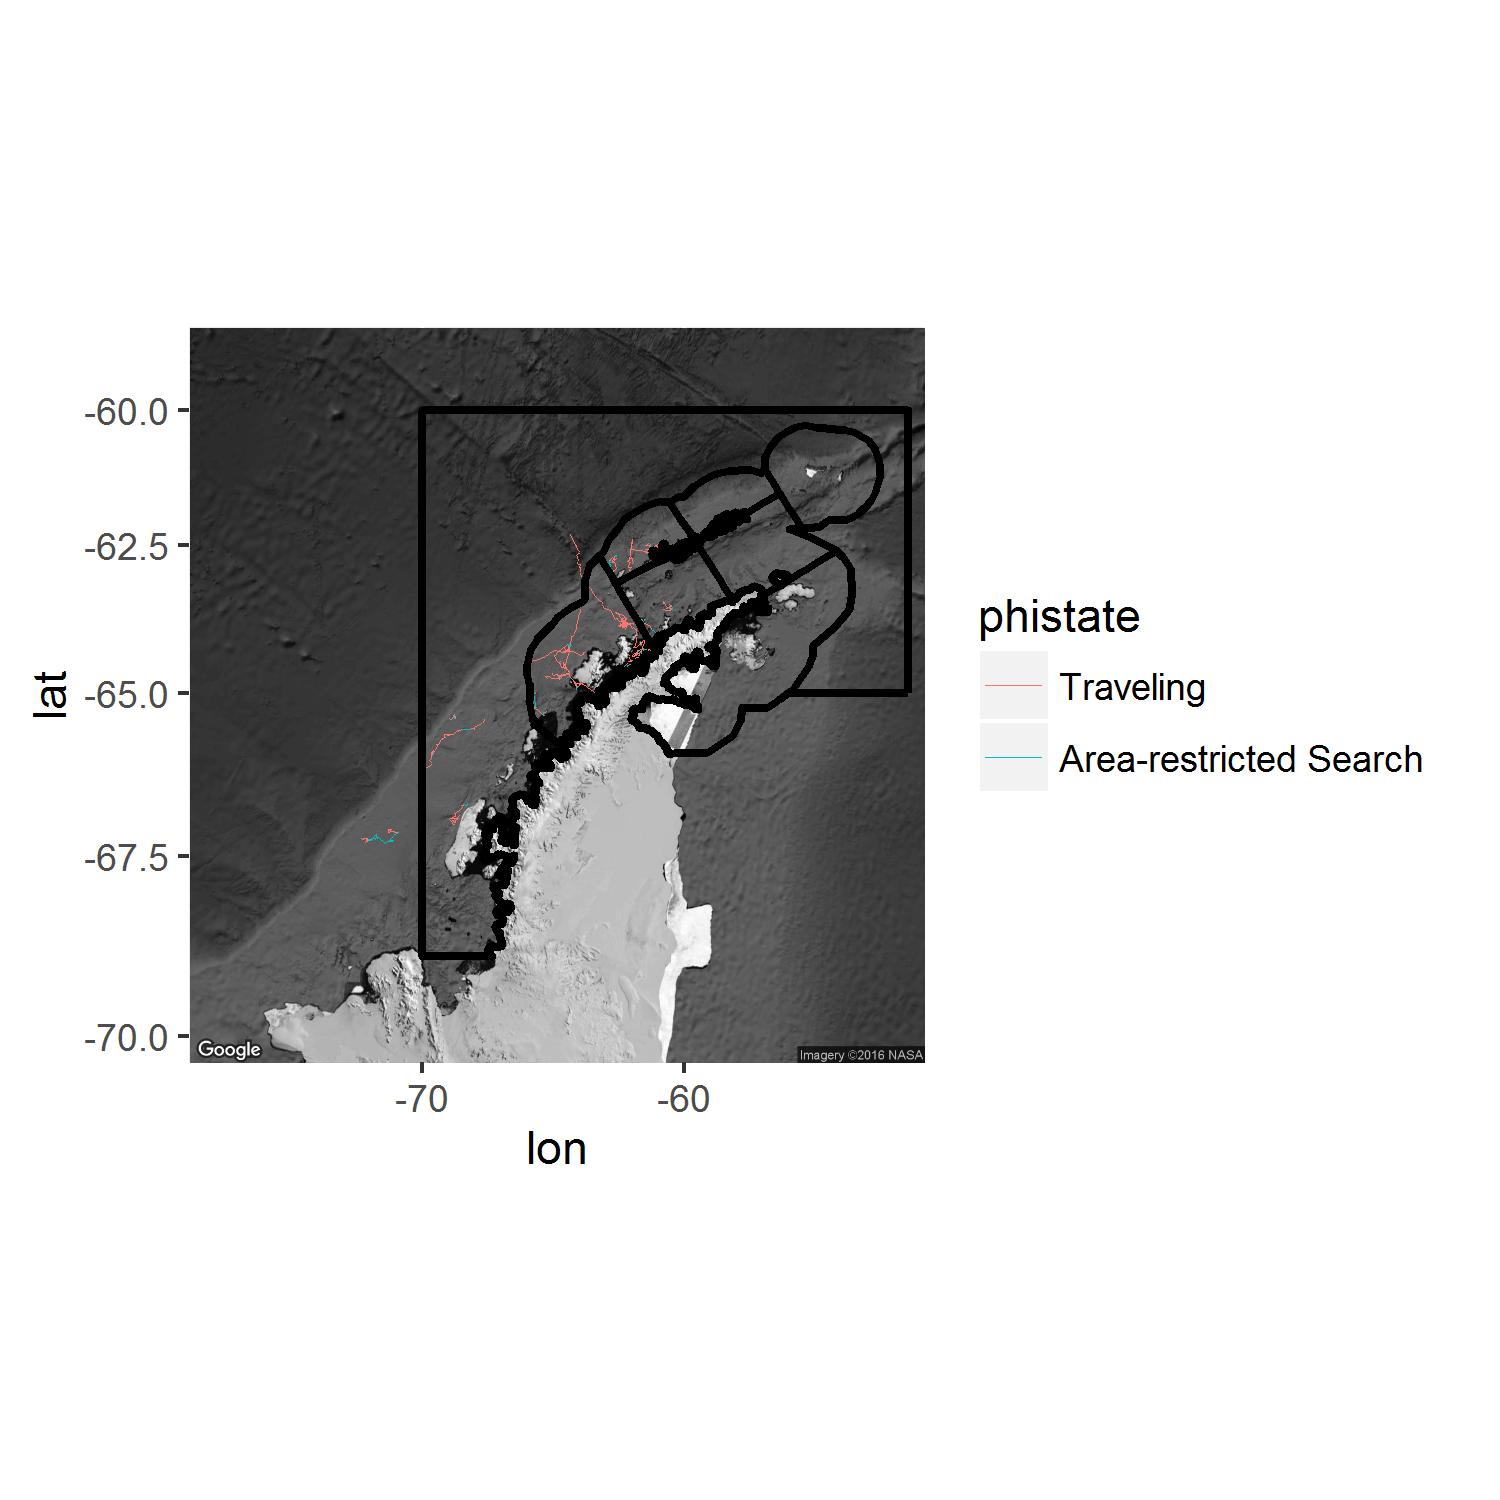 -60.0
-62.5
-65.0
-67.5
-70.0
lat
-70
-60
lon
Google
Imagery ©2016 NASA
phistate
Traveling
Area-restricted Search